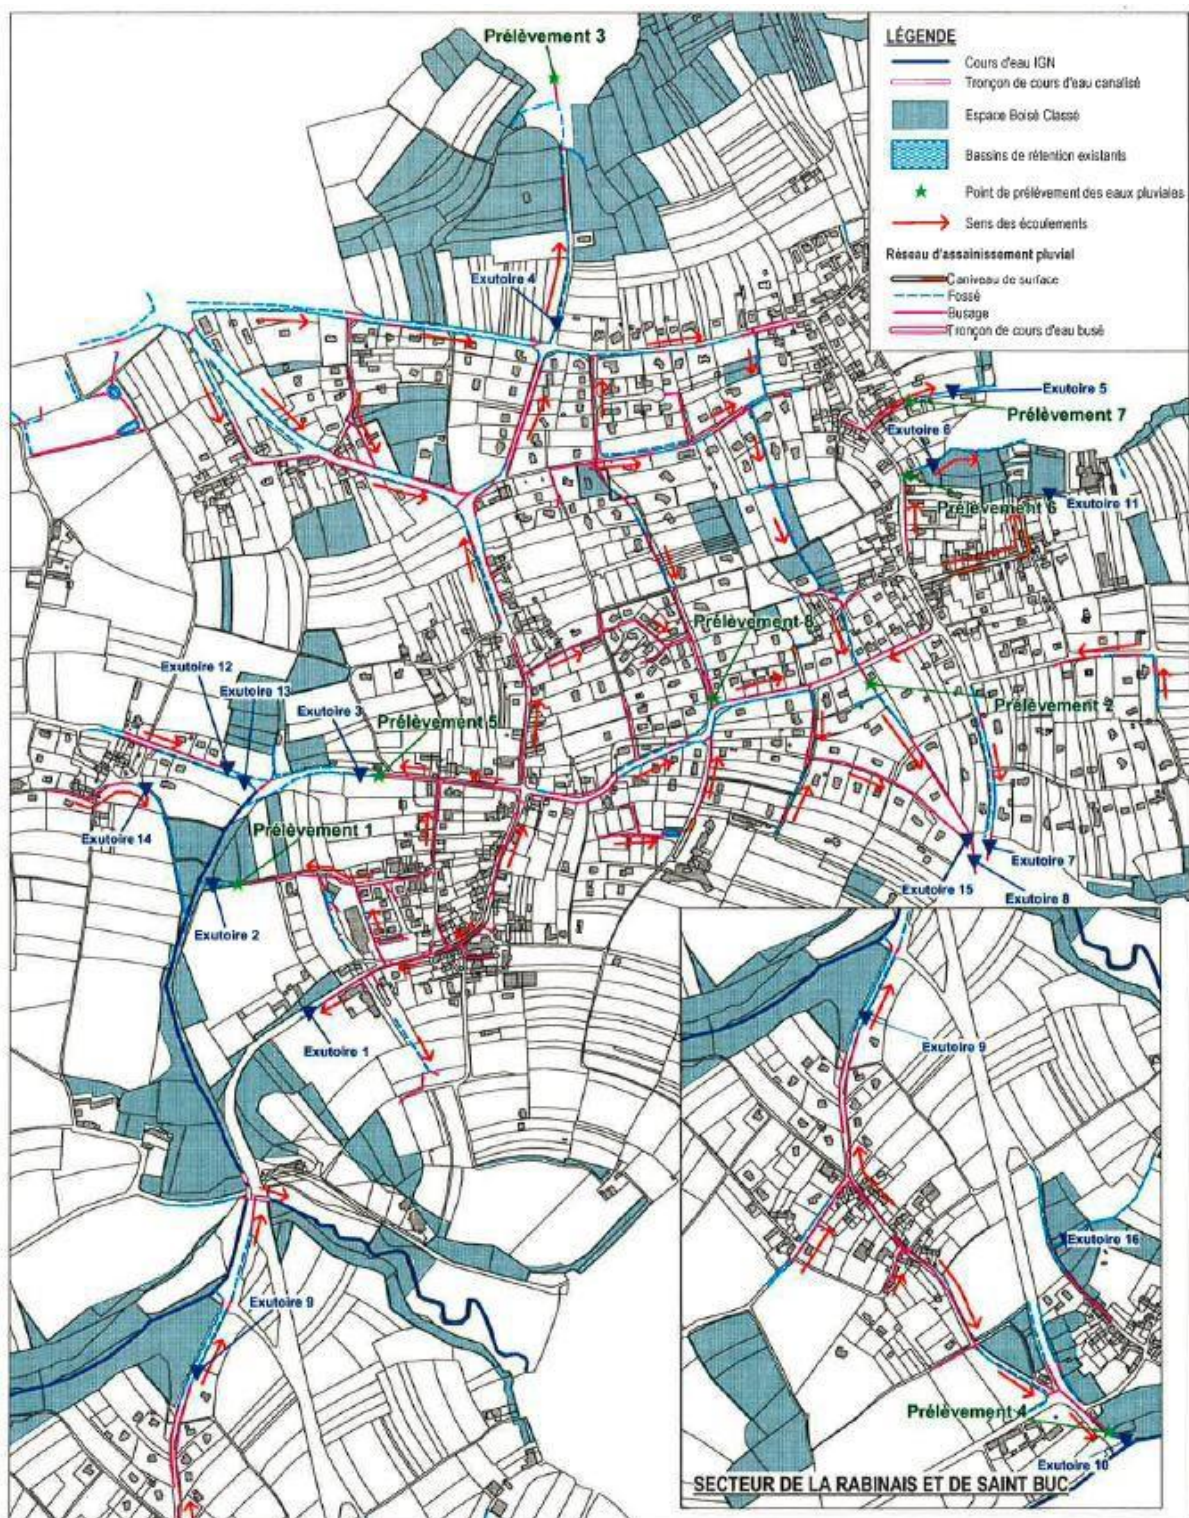 Prélèvement 3
LÉGENDE
Cours d'eau IGN
Tronçon de cours d'eau canalisé
Espace Boisé Classé
Bassins de rétention existants
Point de prélèvement des eaux pluviales
Sens des écoulements
Réseau d'assainissement pluvial
Caniveau de surface
Fossé
Busage
Tronçon de cours d'eau busé
Exutoire 4
Exutoire 5
Prélèvement 7
Exutoire 6
Exutoire 11
Prélèvement 6
Prélèvement 8
Exutoire 12
Exutoire 13
Exutoire 3
Prélèvement 5
Prélèvement 2
Prélèvement 1
Exutoire 14
Exutoire 7
Exutoire 15
Exutoire 8
Exutoire 2
Exutoire 1
Exutoire 9
Exutoire 16
Exutoire 9
Prélèvement 4
Exutoire 10
SECTEUR DE LA RABINAIS ET DE SAINT BUC